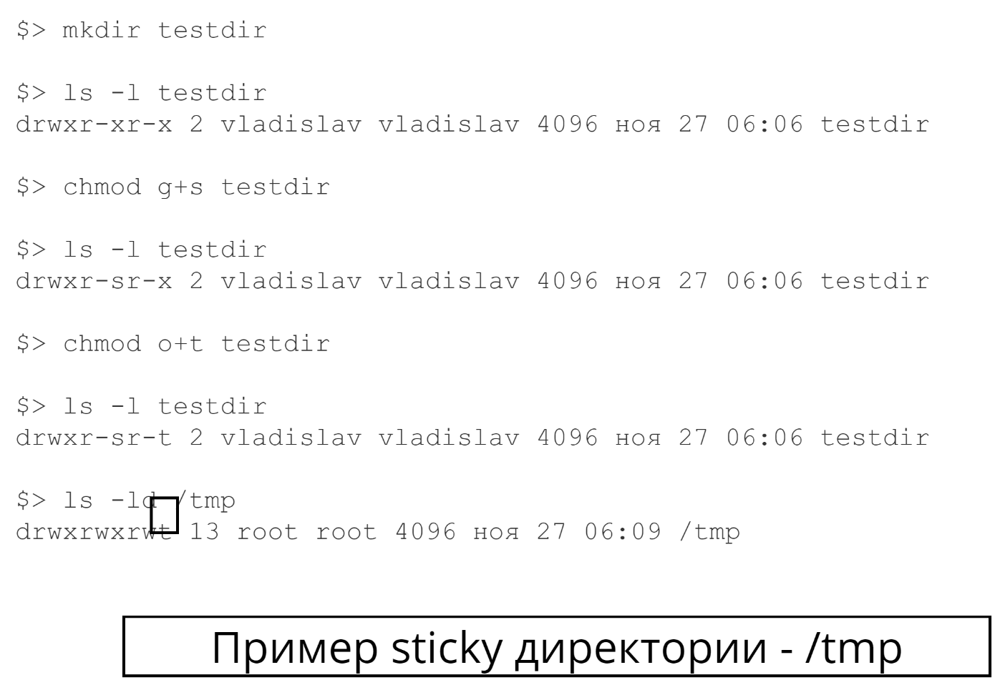 $> mkdir testdir
$> ls -l testdir
drwxr-xr-x 2 vladislav vladislav 4096 ноя 27 06:06 testdir
$> chmod g+s testdir
$> ls -l testdir
drwxr-sr-x 2 vladislav vladislav 4096 ноя 27 06:06 testdir
$> chmod o+t testdir
$> ls -l testdir
drwxr-sr-t 2 vladislav vladislav 4096 ноя 27 06:06 testdir
$> ls -ld /tmp
drwxrwxrwt 13 root root 4096 ноя 27 06:09 /tmp
Пример sticky директории - /tmp